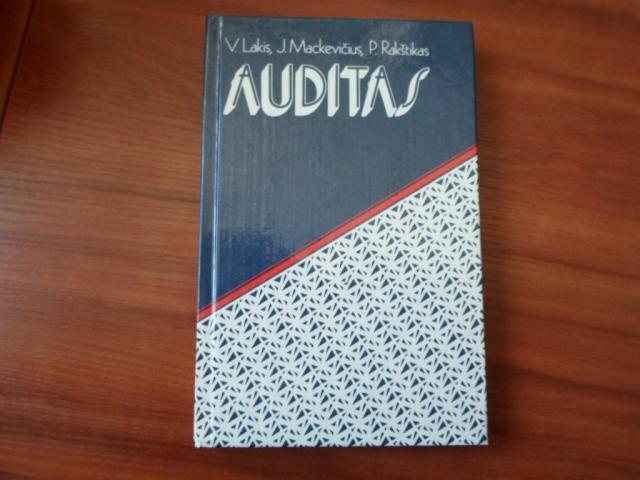 V. Lakis, J. Mackevičius, P. Rakštikas
AUDITAS